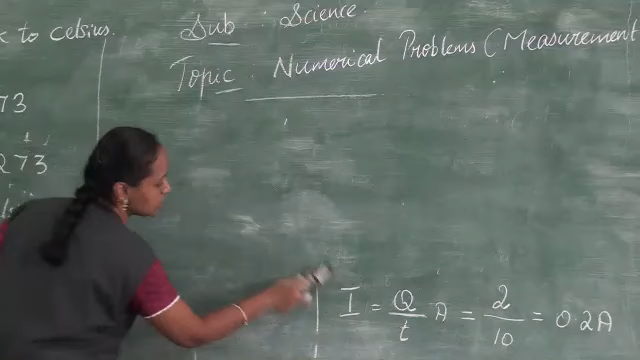 to celsius.
Sub : Science.
Topic : Numerical Problems (Measurement
73
273
I = Q/t A = 2/10 = 0.2A